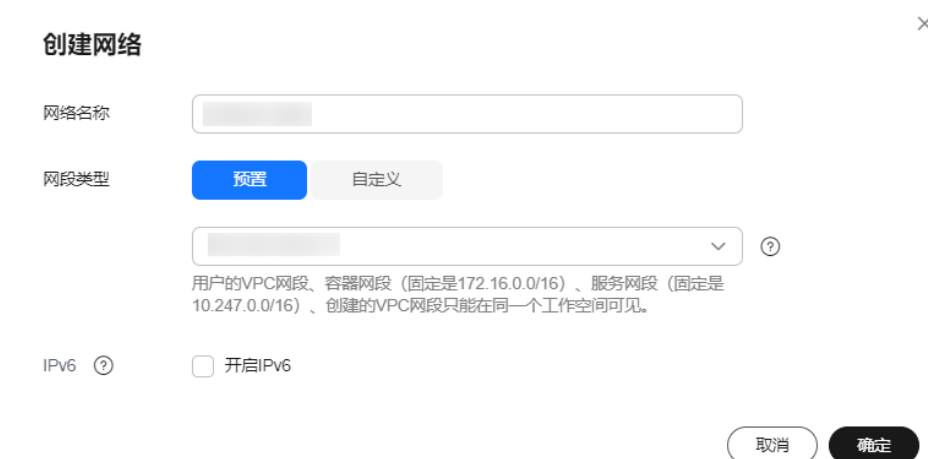 创建网络
网络名称
网段类型 预置 自定义
用户的VPC网段、容器网段（固定是172.16.0.0/16）、服务网段（固定是
10.247.0.0/16）、创建的VPC网段只能在同一个工作空间可见。
IPv6 开启IPv6
取消 确定